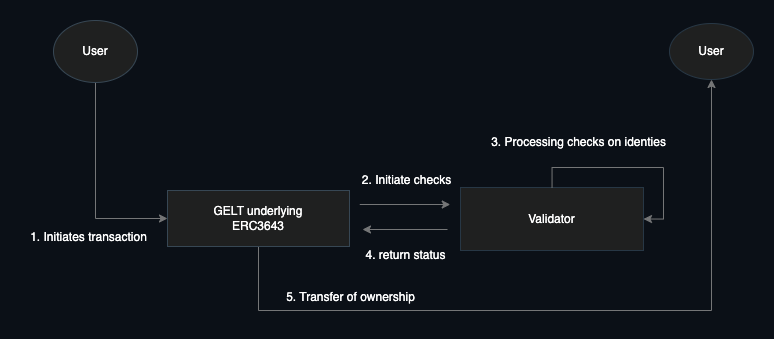 User
User
3. Processing checks on identies
2. Initiate checks
GELT underlying
ERC3643
Validator
1. Initiates transaction
4. return status
5. Transfer of ownership